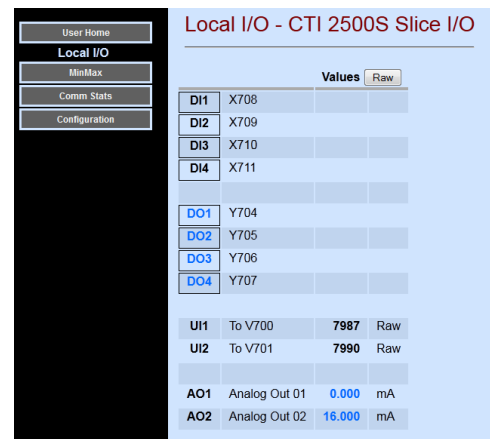 User Home
Local I/O
MinMax
Comm Stats
Configuration
Local I/O - CTI 2500S Slice I/O
Values Raw
DI1 X708
DI2 X709
DI3 X710
DI4 X711
DO1 Y704
DO2 Y705
DO3 Y706
DO4 Y707
UI1 To V700 7987 Raw
UI2 To V701 7990 Raw
AO1 Analog Out 01 0.000 mA
AO2 Analog Out 02 16.000 mA